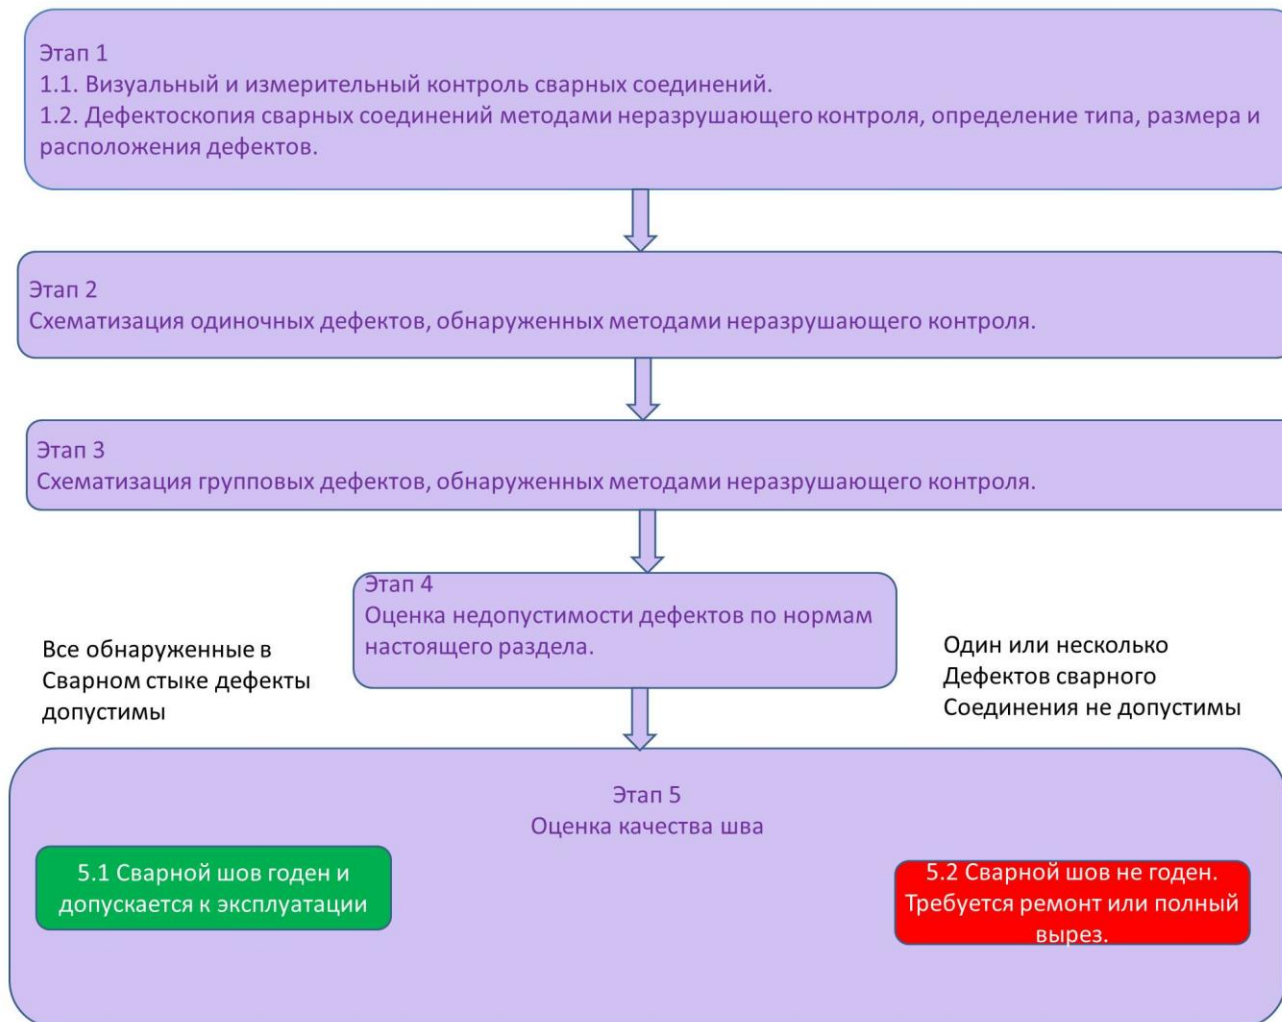 Этап 1
1.1. Визуальный и измерительный контроль сварных соединений.
1.2. Дефектоскопия сварных соединений методами неразрушающего контроля, определение типа, размера и
расположения дефектов.
Этап 2
Схематизация одиночных дефектов, обнаруженных методами неразрушающего контроля.
Этап 3
Схематизация групповых дефектов, обнаруженных методами неразрушающего контроля.
Этап 4
Оценка недопустимости дефектов по нормам
настоящего раздела.
Все обнаруженные в
Сварном стыке дефекты
допустимы
Один или несколько
Дефектов сварного
Соединения не допустимы
Этап 5
Оценка качества шва
5.1 Сварной шов годен и
допускается к эксплуатации
5.2 Сварной шов не годен.
Требуется ремонт или полный
вырез.